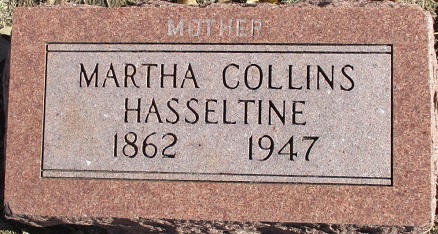 MOTHER
MARTHA COLLINS
HASSELTINE
1862 1947